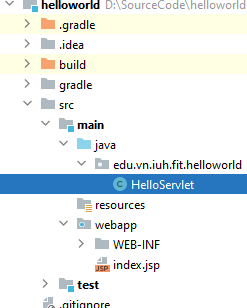 helloworld D:\SourceCode\helloworld
.gradle
.idea
build
gradle
src
main
java
edu.vn.iuh.fit.helloworld
C HelloServlet
resources
webapp
WEB-INF
JSP index.jsp
test
.gitignore